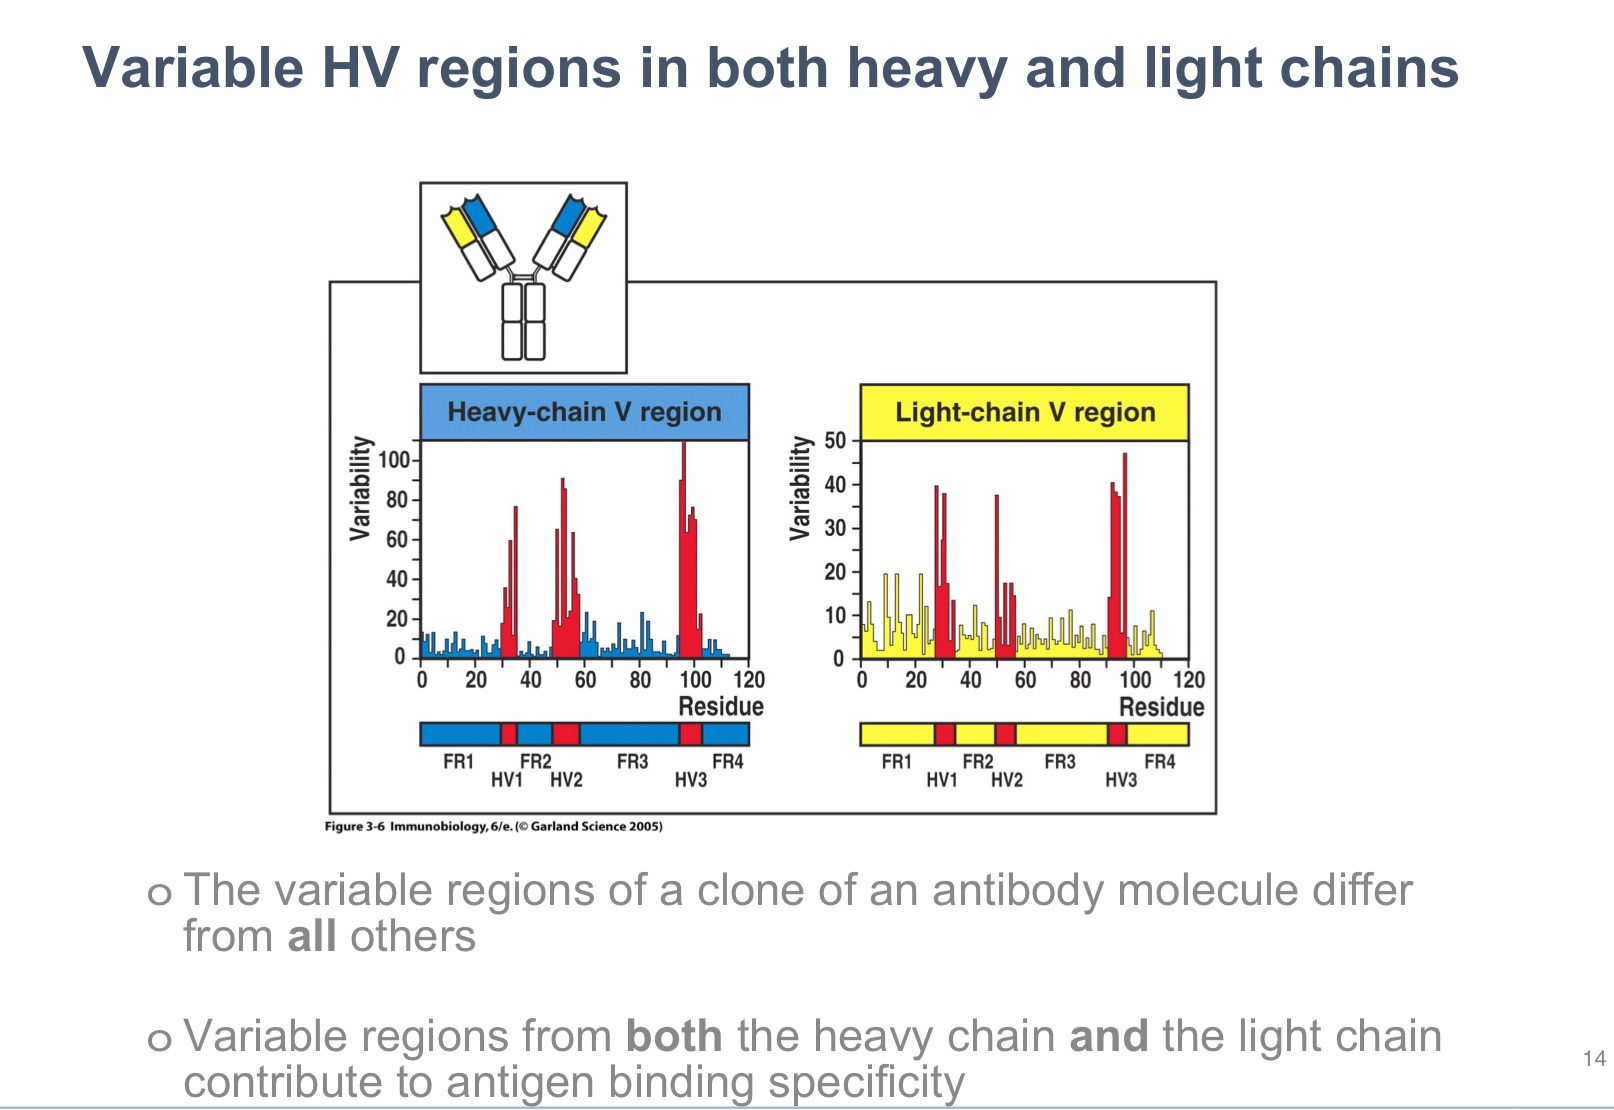 Variable HV regions in both heavy and light chains
Heavy-chain V region
Variability
100
80
60
40
20
0
0 20 40 60 80 100 120
Residue
FR1 FR2 FR3 FR4
HV1 HV2 HV3
Light-chain V region
Variability
50
40
30
20
10
0
0 20 40 60 80 100 120
Residue
FR1 FR2 FR3 FR4
HV1 HV2 HV3
Figure 3-6 Immunobiology, 6/e. (© Garland Science 2005)
o The variable regions of a clone of an antibody molecule differ
from all others
o Variable regions from both the heavy chain and the light chain
contribute to antigen binding specificity
14